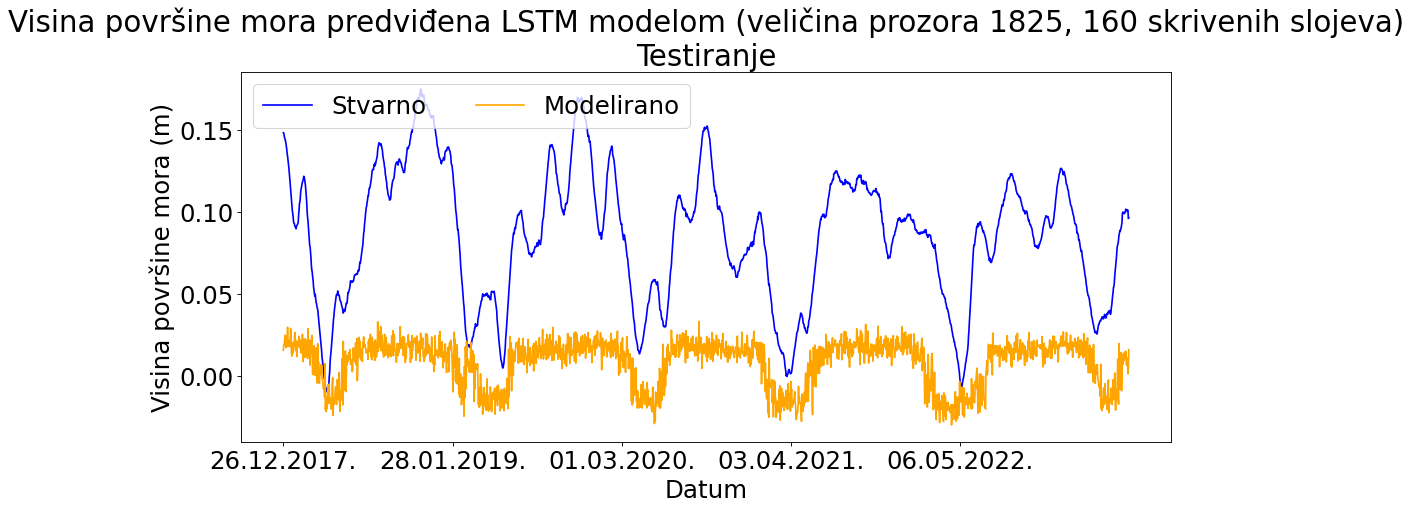 Visina površine mora predviđena LSTM modelom (veličina prozora 1825, 160 skrivenih slojeva)
Testiranje
Stvarno Modelirano
Visina površine mora (m)
0.15
0.10
0.05
0.00
26.12.2017. 28.01.2019. 01.03.2020. 03.04.2021. 06.05.2022.
Datum